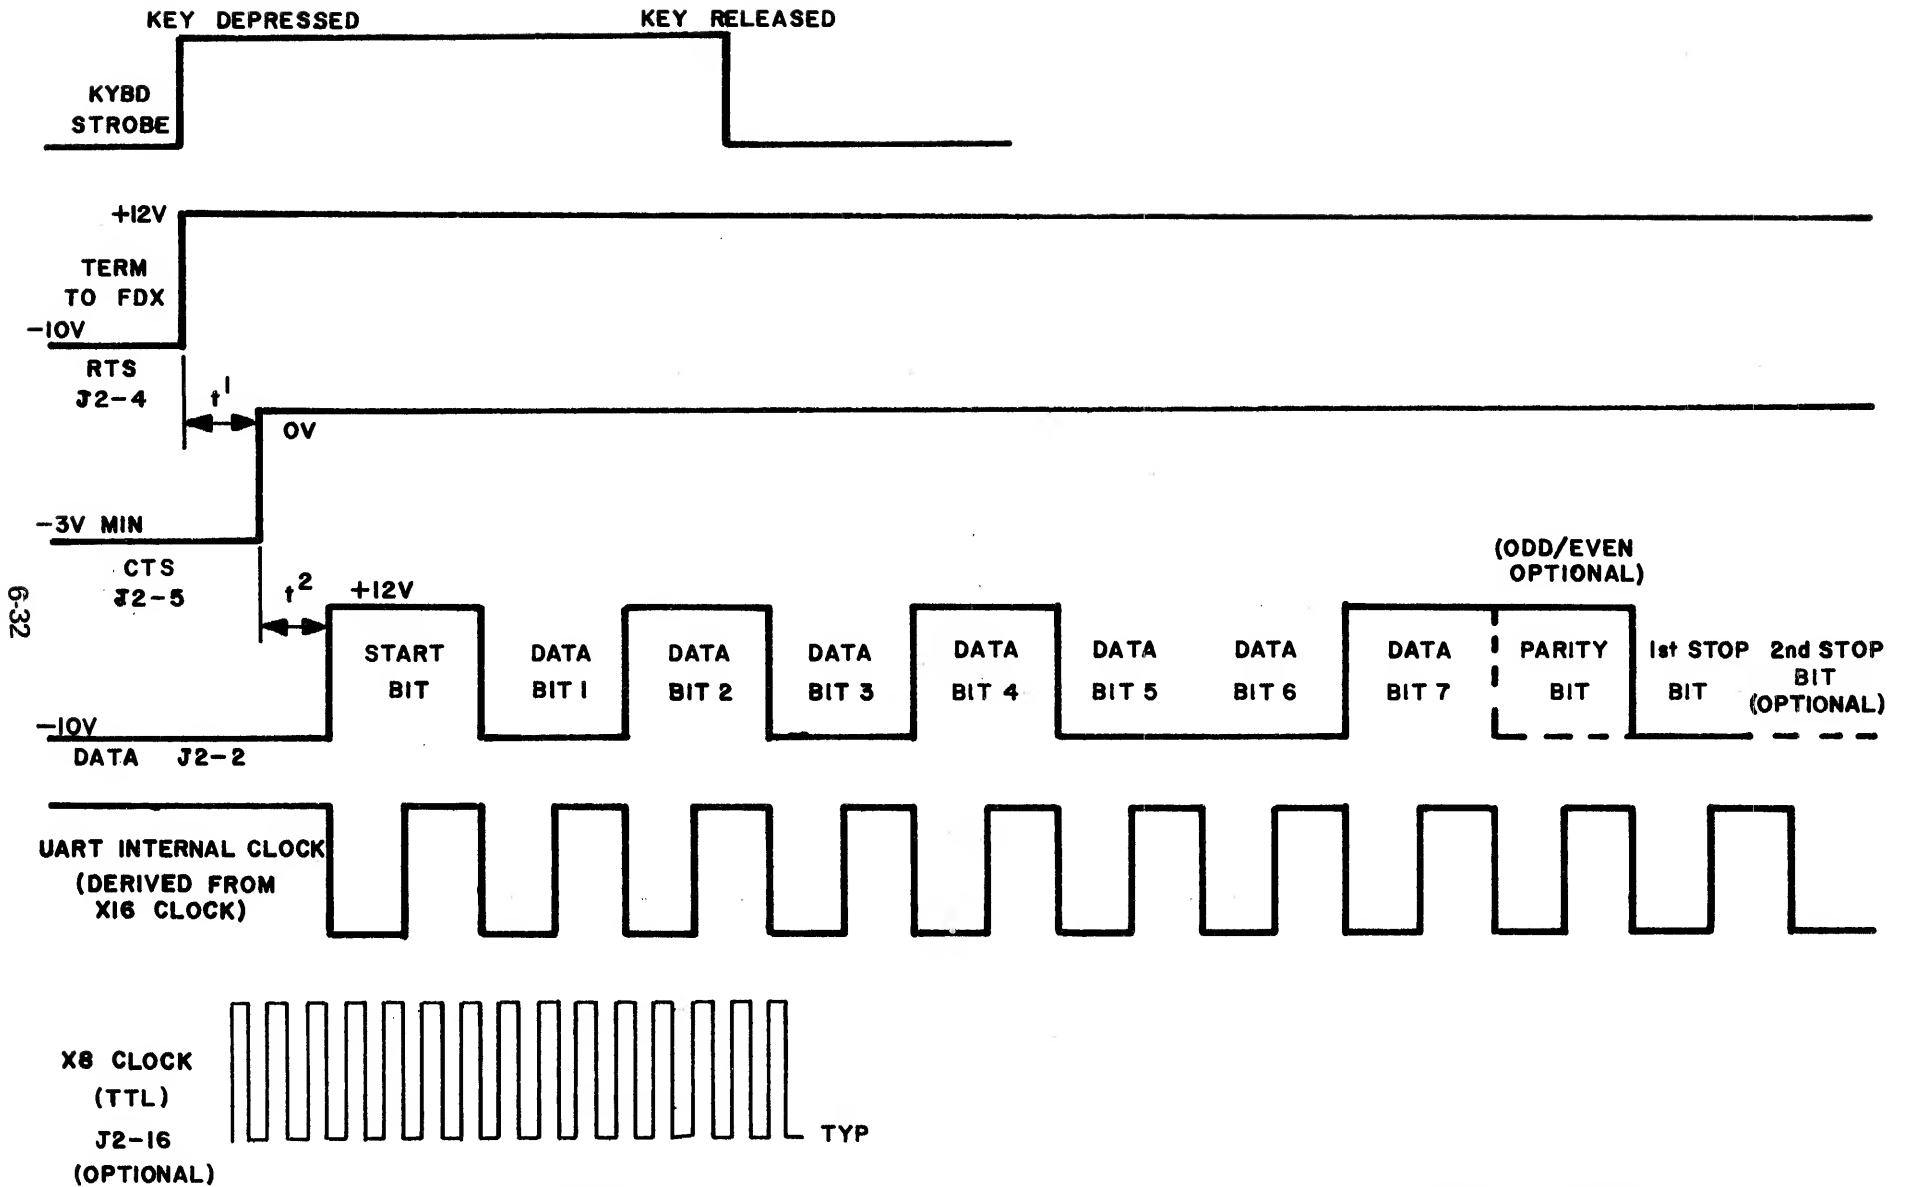 KEY DEPRESSED
KEY RELEASED
KYBD
STROBE
+12V
TERM
TO FDX
-10V
RTS
J2-4
t1
0V
-3V MIN
CTS
J2-5
t2
+12V
(ODD/EVEN
OPTIONAL)
START
BIT
DATA
BIT 1
DATA
BIT 2
DATA
BIT 3
DATA
BIT 4
DATA
BIT 5
DATA
BIT 6
DATA
BIT 7
PARITY
BIT
1st STOP
BIT
2nd STOP
BIT
(OPTIONAL)
-10V
DATA J2-2
UART INTERNAL CLOCK
(DERIVED FROM
X16 CLOCK)
X8 CLOCK
(TTL)
J2-16
(OPTIONAL)
TYP
6-32